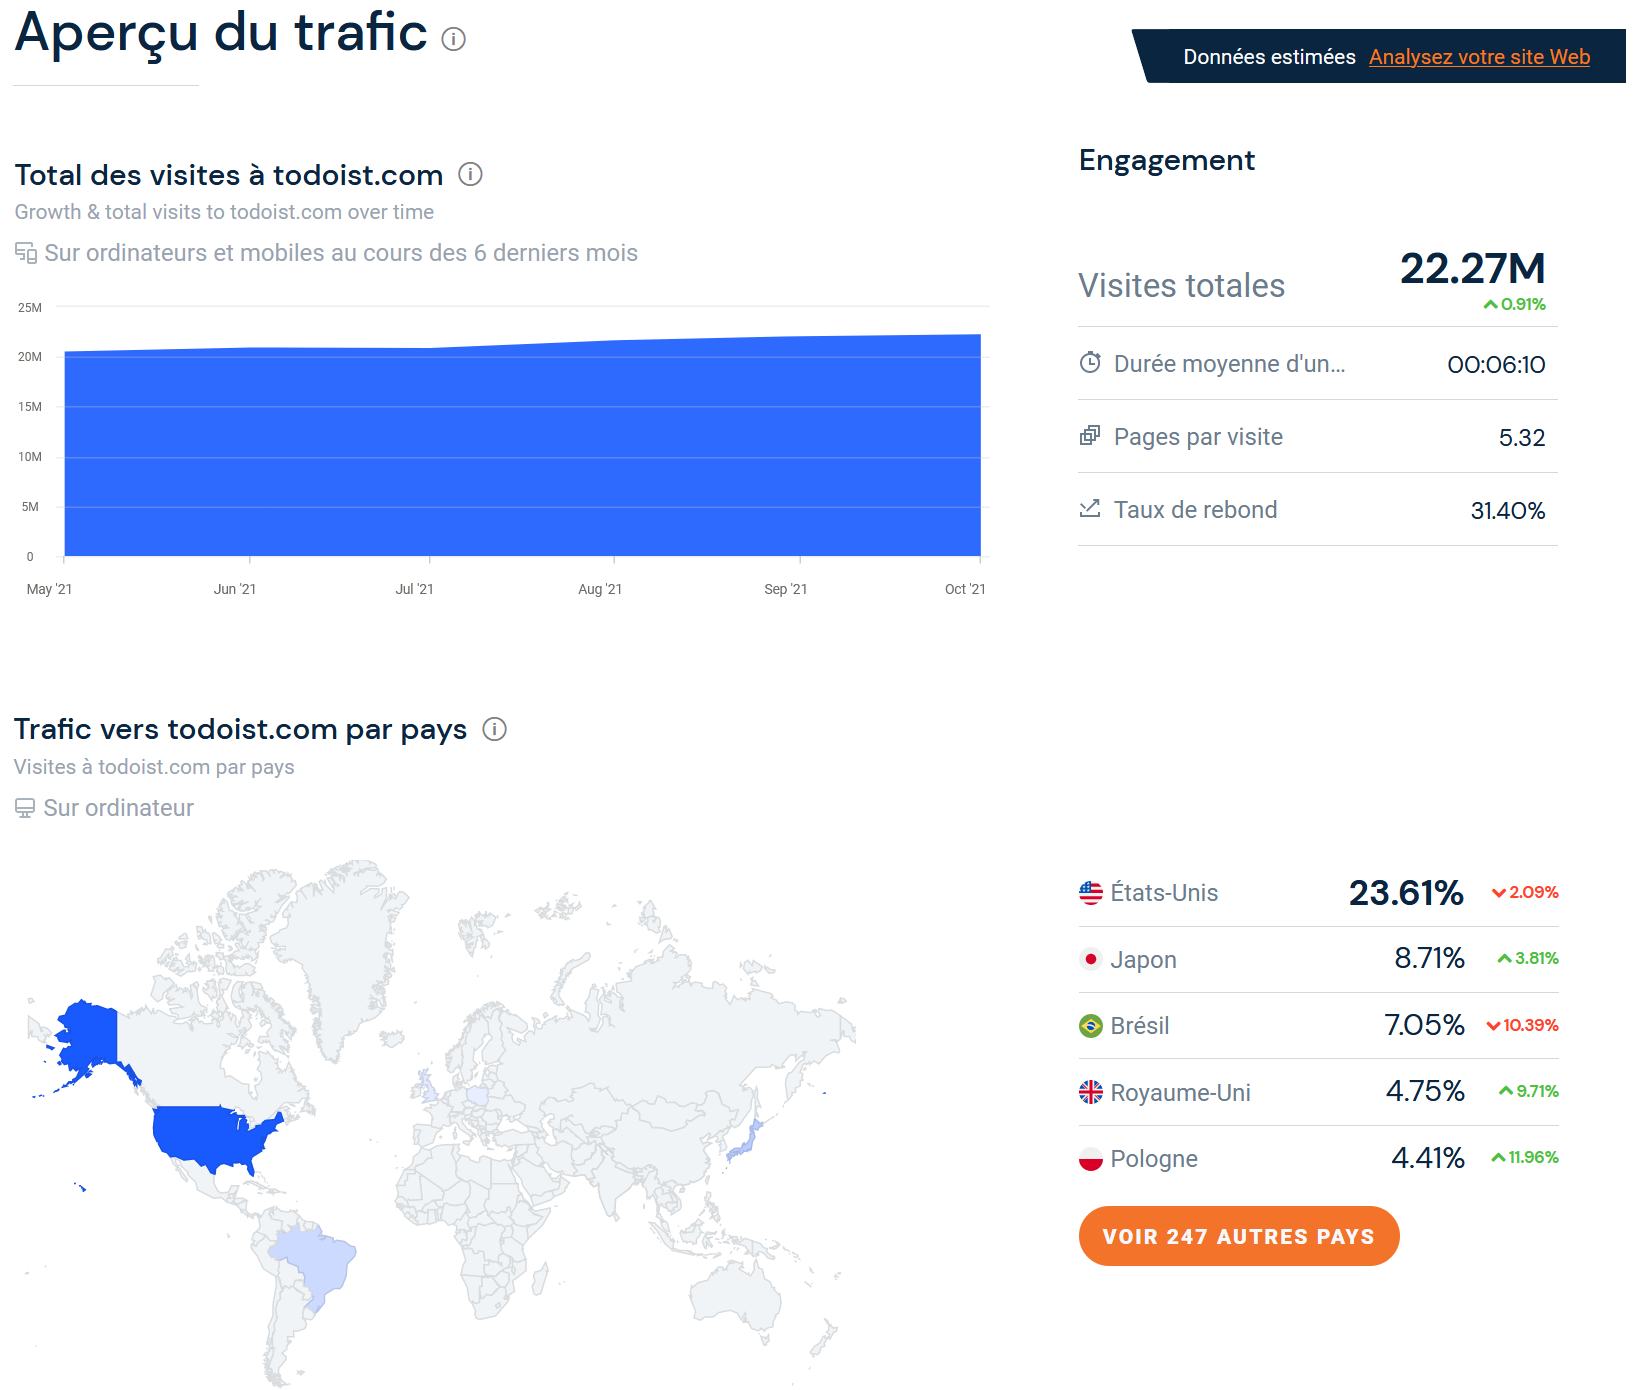 Aperçu du trafic
Données estimées Analysez votre site Web
Total des visites à todoist.com
Growth & total visits to todoist.com over time
Sur ordinateurs et mobiles au cours des 6 derniers mois
25M
20M
15M
10M
5M
0
May '21 Jun '21 Jul '21 Aug '21 Sep '21 Oct '21
Engagement
Visites totales 22.27M
0.91%
Durée moyenne d'un... 00:06:10
Pages par visite 5.32
Taux de rebond 31.40%
Trafic vers todoist.com par pays
Visites à todoist.com par pays
Sur ordinateur
États-Unis 23.61% 2.09%
Japon 8.71% 3.81%
Brésil 7.05% 10.39%
Royaume-Uni 4.75% 9.71%
Pologne 4.41% 11.96%
VOIR 247 AUTRES PAYS